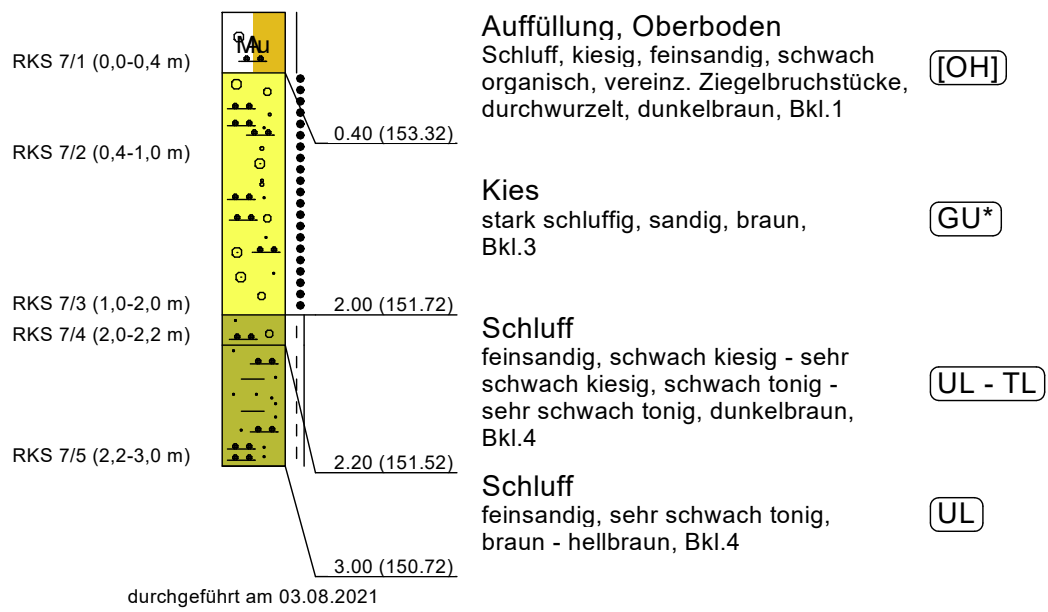 Auffüllung, Oberboden
Mu
RKS 7/1 (0,0-0,4 m)
Schluff, kiesig, feinsandig, schwach
organisch, vereinz. Ziegelbruchstücke,
durchwurzelt, dunkelbraun, Bkl.1
[OH]
0.40 (153.32)
RKS 7/2 (0,4-1,0 m)
Kies
stark schluffig, sandig, braun,
Bkl.3
GU*
RKS 7/3 (1,0-2,0 m)
2.00 (151.72)
RKS 7/4 (2,0-2,2 m)
Schluff
feinsandig, schwach kiesig - sehr
schwach kiesig, schwach tonig -
sehr schwach tonig, dunkelbraun,
Bkl.4
UL - TL
RKS 7/5 (2,2-3,0 m)
2.20 (151.52)
Schluff
feinsandig, sehr schwach tonig,
braun - hellbraun, Bkl.4
UL
3.00 (150.72)
durchgeführt am 03.08.2021